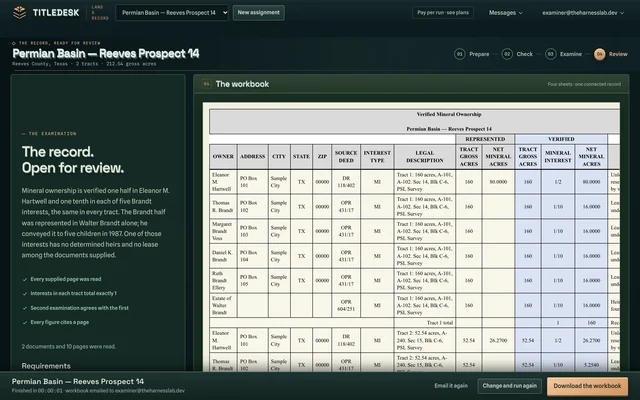 TITLEDESK
LAND & RECORD
Permian Basin — Reeves Prospect 14
New assignment
Pay per run · see plans
Messages
examiner@theharnesslab.dev
THE RECORD, READY FOR REVIEW
Permian Basin — Reeves Prospect 14
Reeves County, Texas · 2 tracts · 212.54 gross acres
01 Prepare
02 Check
03 Examine
04 Review
— THE EXAMINATION
The record.
Open for review.
Mineral ownership is verified one half in Eleanor M.
Hartwell and one tenth in each of five Brandt
interests, the same in every tract. The Brandt half
was represented in Walter Brandt alone; he
conveyed it to five children in 1987. One of those
interests has no determined heirs and no lease
among the documents supplied.
✓ Every supplied page was read
✓ Interests in each tract total exactly 1
✓ Second examination agrees with the first
✓ Every figure cites a page
2 documents and 10 pages were read.
Requirements
04 The workbook
Four sheets · one connected record
Verified Mineral Ownership
Permian Basin — Reeves Prospect 14
REPRESENTED VERIFIED
OWNER ADDRESS CITY STATE ZIP SOURCE DEED INTEREST TYPE LEGAL DESCRIPTION TRACT GROSS ACRES NET MINERAL ACRES TRACT GROSS ACRES MINERAL INTEREST NET MINERAL ACRES
Eleanor M. Hartwell PO Box 101 Sample City TX 00000 DR 118/402 MI Tract 1: 160 acres, A-102. Sec 14, Blk C-6, PSL Survey 160 80.0000 160 1/2 80.0000
Thomas R. Brandt PO Box 102 Sample City TX 00000 OPR 431/17 MI Tract 1: 160 acres, A-102. Sec 14, Blk C-6, PSL Survey 160 160 1/10 16.0000
Margaret Brandt Voss PO Box 103 Sample City TX 00000 OPR 431/17 MI Tract 1: 160 acres, A-102. Sec 14, Blk C-6, PSL Survey 160 160 1/10 16.0000
Daniel K. Brandt PO Box 104 Sample City TX 00000 OPR 431/17 MI Tract 1: 160 acres, A-102. Sec 14, Blk C-6, PSL Survey 160 160 1/10 16.0000
Ruth Brandt Ellery PO Box 105 Sample City TX 00000 OPR 431/17 MI Tract 1: 160 acres, A-102. Sec 14, Blk C-6, PSL Survey 160 160 1/10 16.0000
Estate of Walter Brandt OPR 604/251 MI Tract 1: 160 acres, A-102. Sec 14, Blk C-6, PSL Survey 160 160 1/10 16.0000
Tract 1 total 1 160
Eleanor M. Hartwell PO Box 101 Sample City TX 00000 DR 118/402 MI Tract 2: 52.54 acres, A-240. Sec 15, Blk C-6, PSL Survey 52.54 26.2700 52.54 1/2 26.2700
Thomas R. Brandt PO Box 102 Sample City TX 00000 OPR 431/17 MI Tract 2: 52.54 acres, A-240. Sec 15, Blk C-6, 52.54 52.54 1/10 5.2540
Permian Basin — Reeves Prospect 14
Finished in 00:00:01 · workbook emailed to examiner@theharnesslab.dev
Email it again
Change and run again
Download the workbook